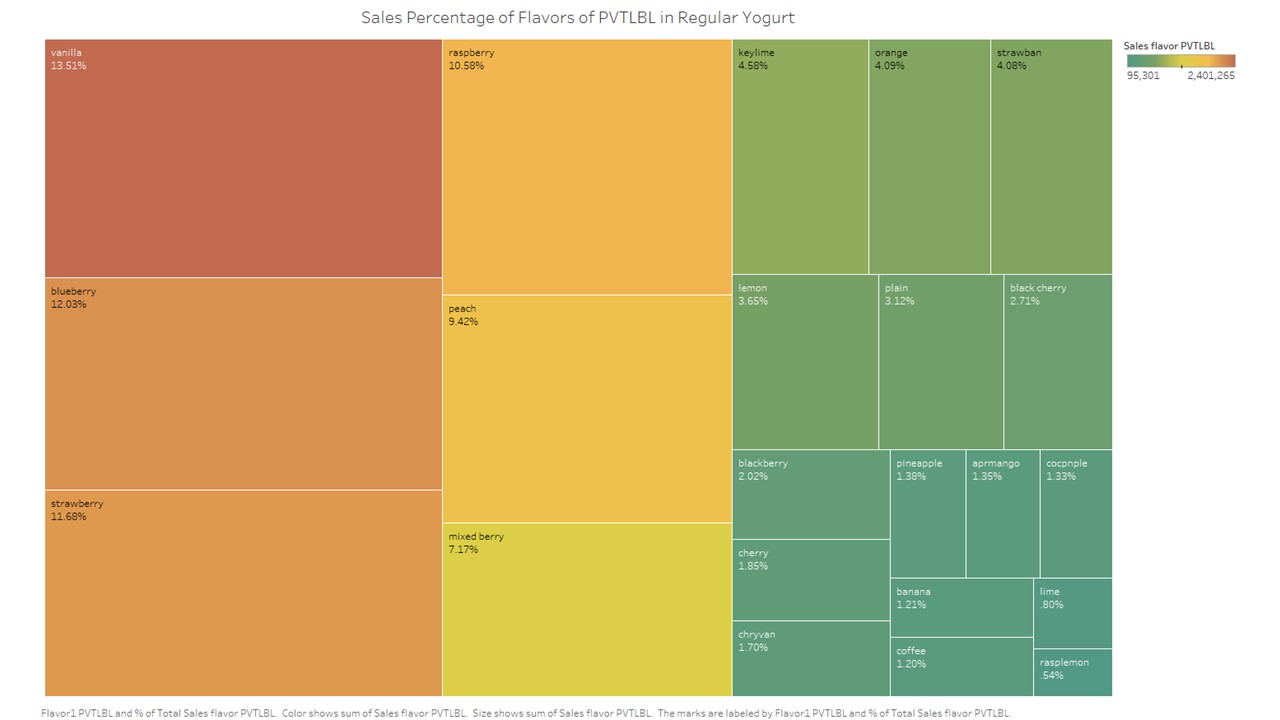 Sales Percentage of Flavors of PVTLBL in Regular Yogurt
vanilla
13.51%
blueberry
12.03%
strawberry
11.68%
raspberry
10.58%
peach
9.42%
mixed berry
7.17%
keylime
4.58%
orange
4.09%
strawban
4.08%
lemon
3.65%
plain
3.12%
black cherry
2.71%
blackberry
2.02%
cherry
1.85%
chryvan
1.70%
pineapple
1.38%
aprmango
1.35%
cocpnple
1.33%
banana
1.21%
coffee
1.20%
lime
.80%
rasplemon
.54%
Sales flavor PVTLBL
95,301 2,401,265
Flavor1 PVTLBL and % of Total Sales flavor PVTLBL. Color shows sum of Sales flavor PVTLBL. Size shows sum of Sales flavor PVTLBL. The marks are labeled by Flavor1 PVTLBL and % of Total Sales flavor PVTLBL.